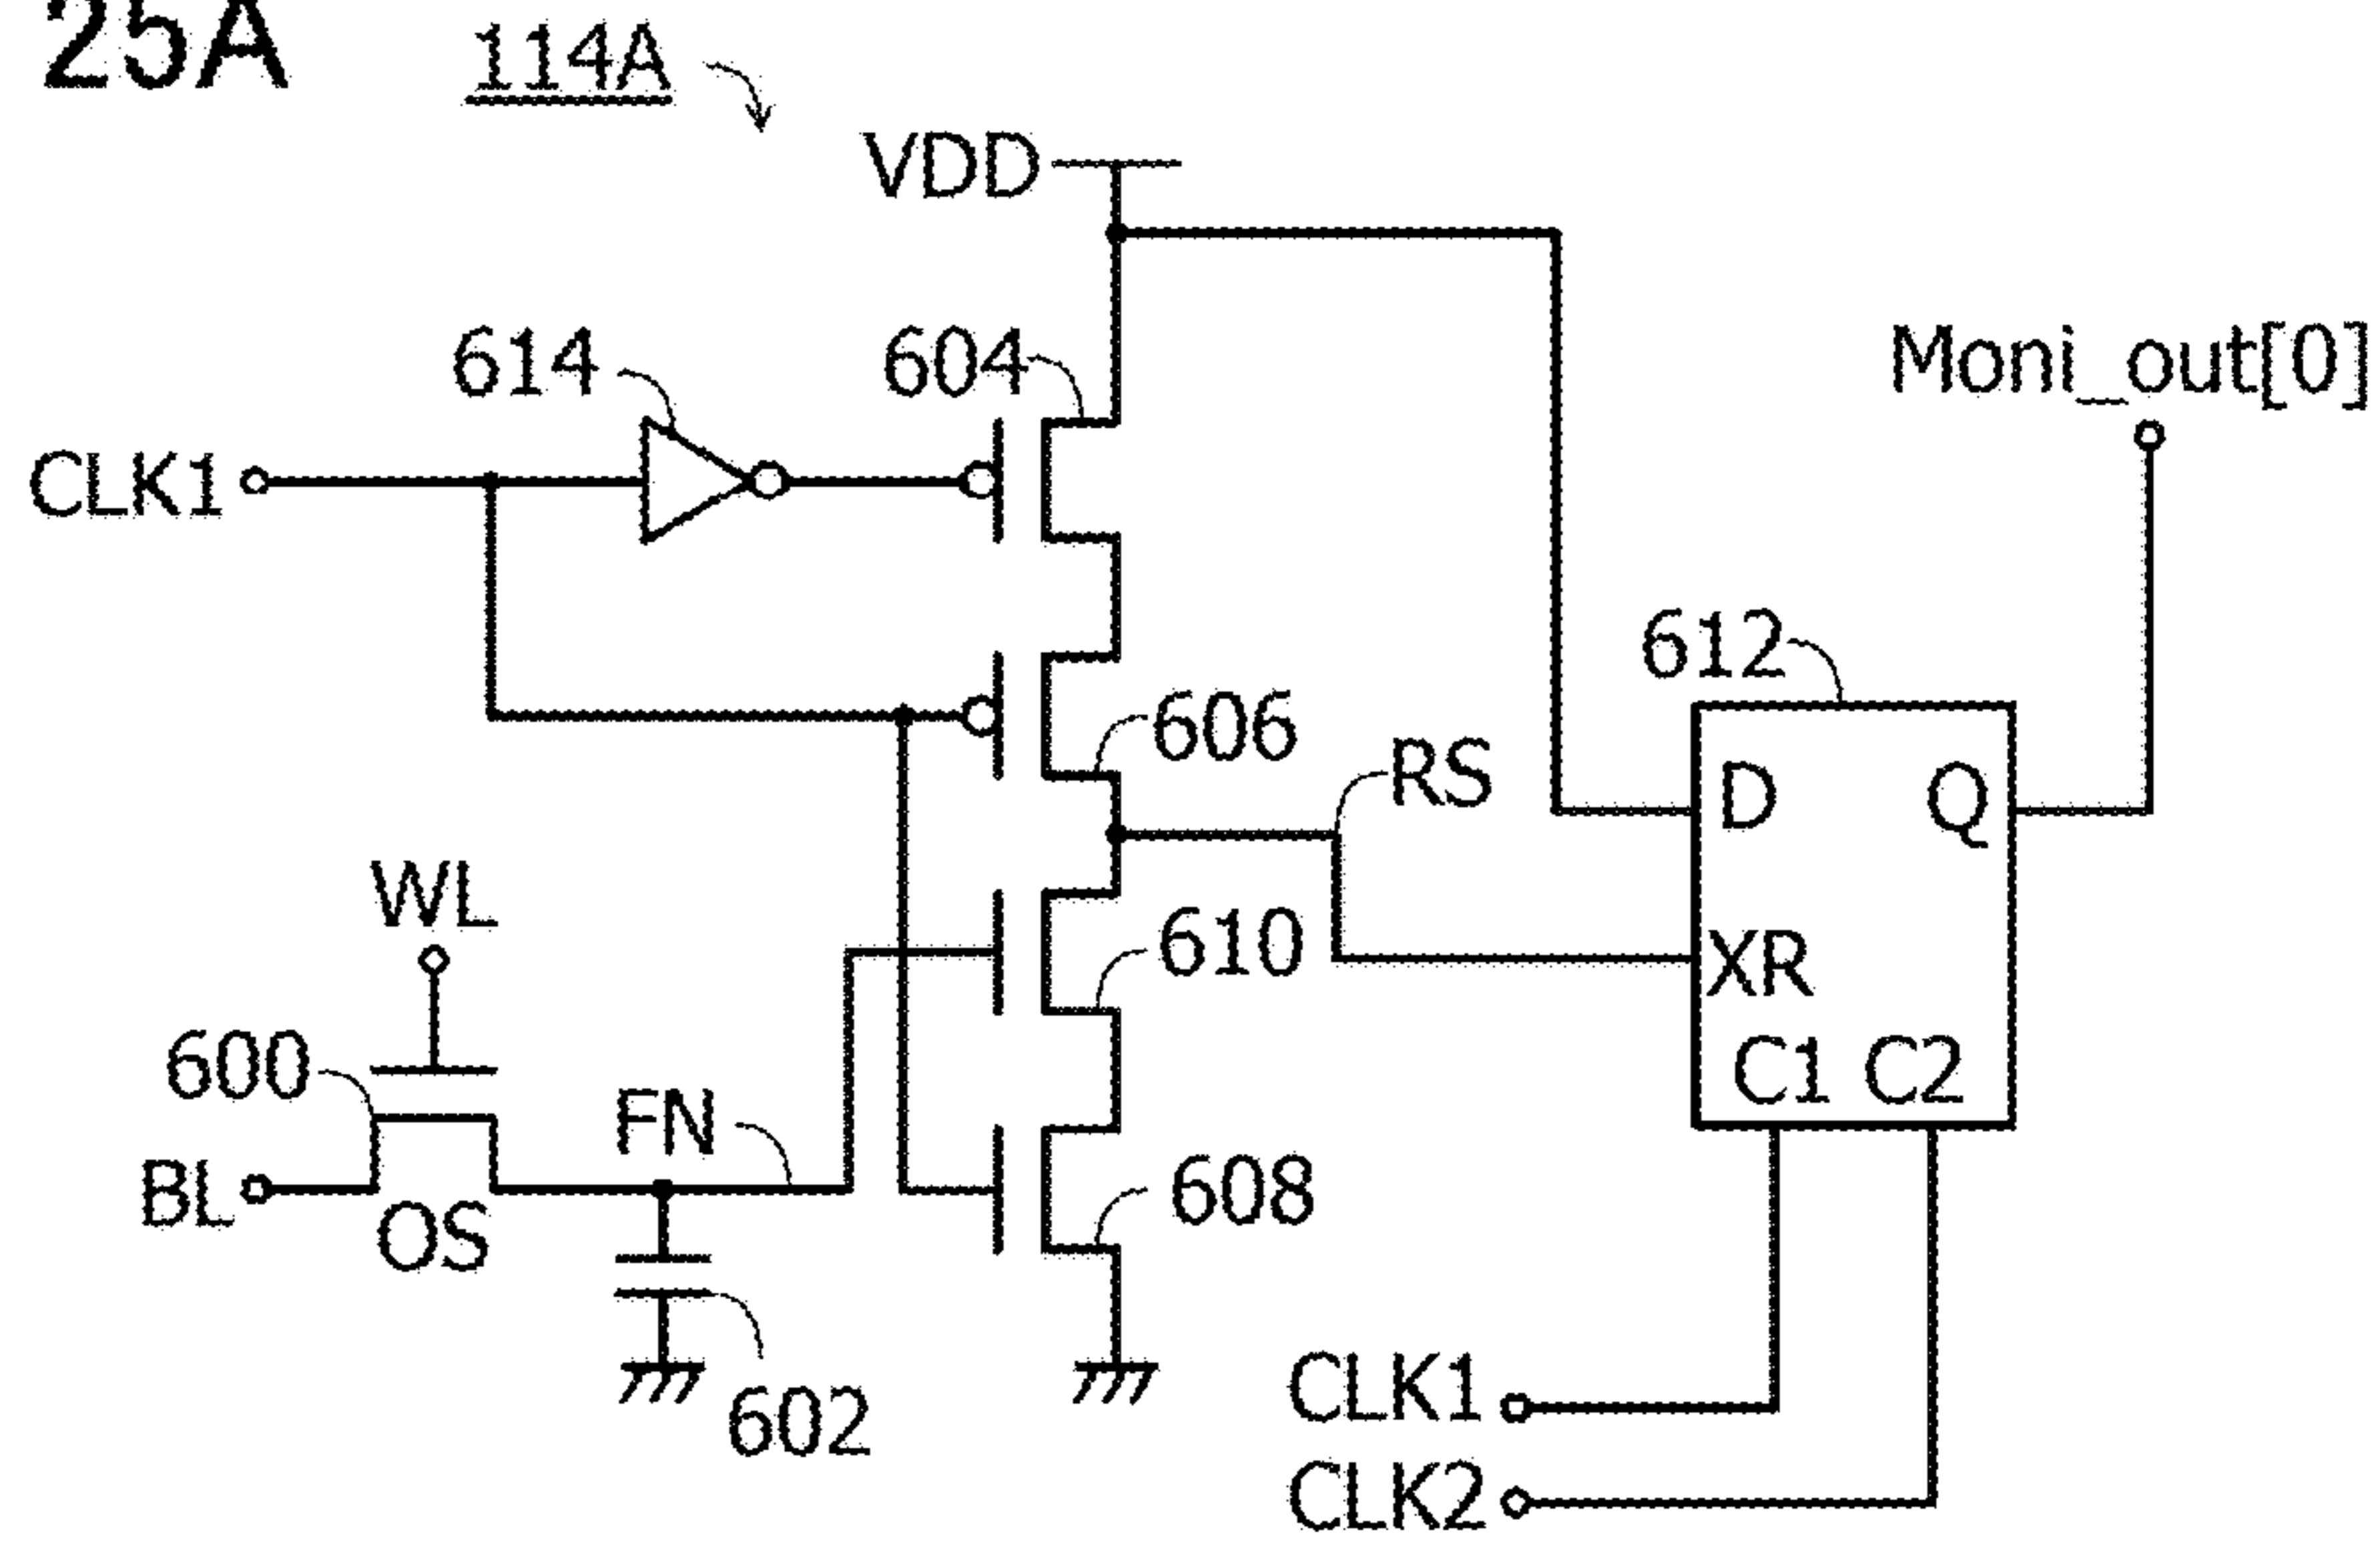 25A
114A
VDD
614
604
Moni_out[0]
CLK1
612
606
RS
D
Q
WL
610
XR
600
C1
C2
FN
BL
608
OS
CLK1
602
CLK2